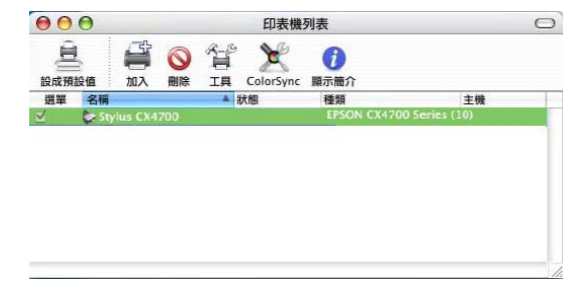 印表機列表
設成預設值 加入 刪除 工具 ColorSync 顯示簡介
選單 名稱 狀態 種類 主機
Stylus CX4700 EPSON CX4700 Series (10)